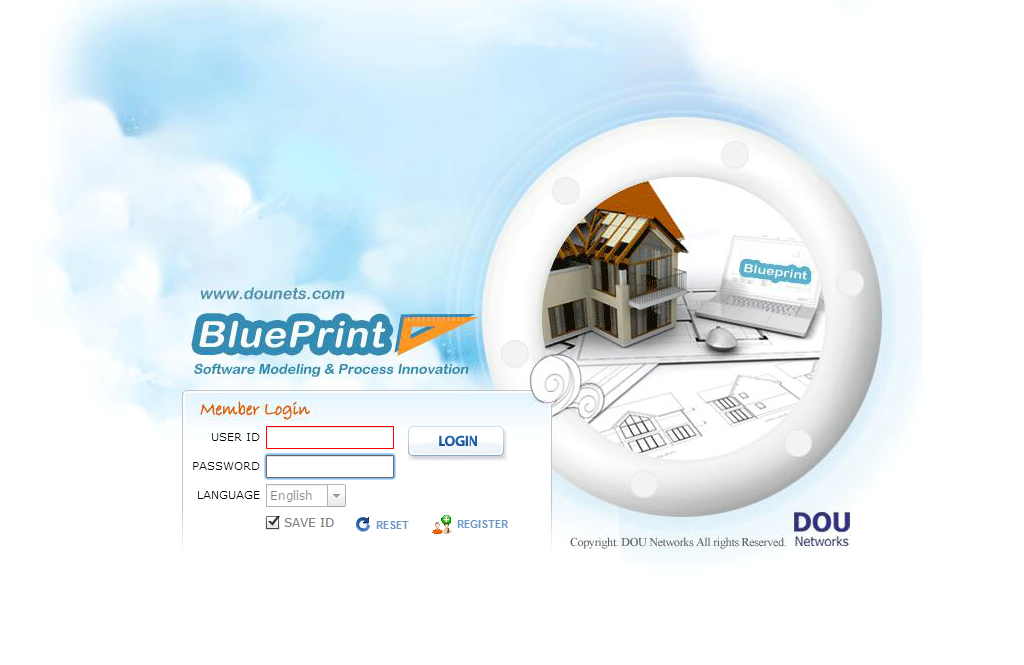 www.dounets.com
BluePrint
Software Modeling & Process Innovation
Blueprint
Member Login
USER ID
LOGIN
PASSWORD
LANGUAGE English
SAVE ID RESET REGISTER
Copyright. DOU Networks All rights Reserved.
DOU
Networks